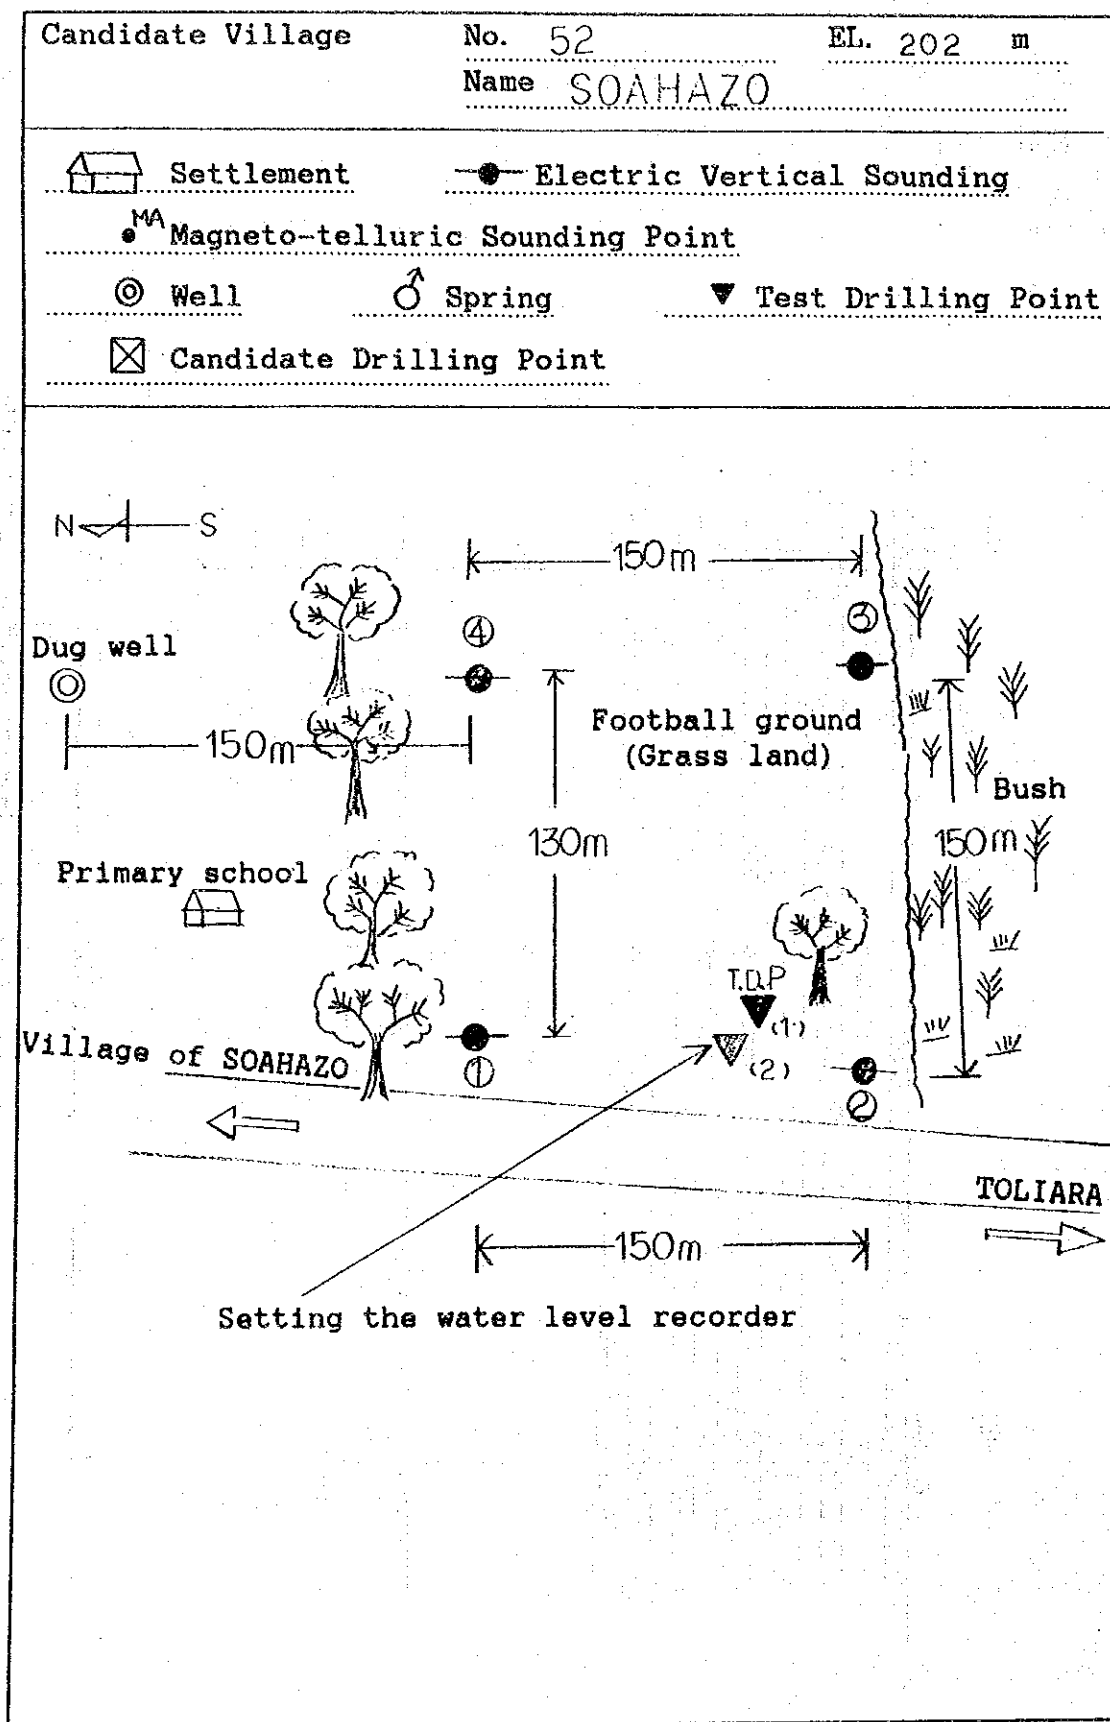 Candidate Village No. 52 EL. 202 m
Name SOAHAZO
Settlement Electric Vertical Sounding
MA Magneto-telluric Sounding Point
Well Spring Test Drilling Point
Candidate Drilling Point
N S
150m
④ ③
Dug well
Football ground
150m
(Grass land)
Bush
130m
150m
Primary school
T.D.P
(1)
Village of SOAHAZO
(2)
①
②
TOLIARA
150m
Setting the water level recorder